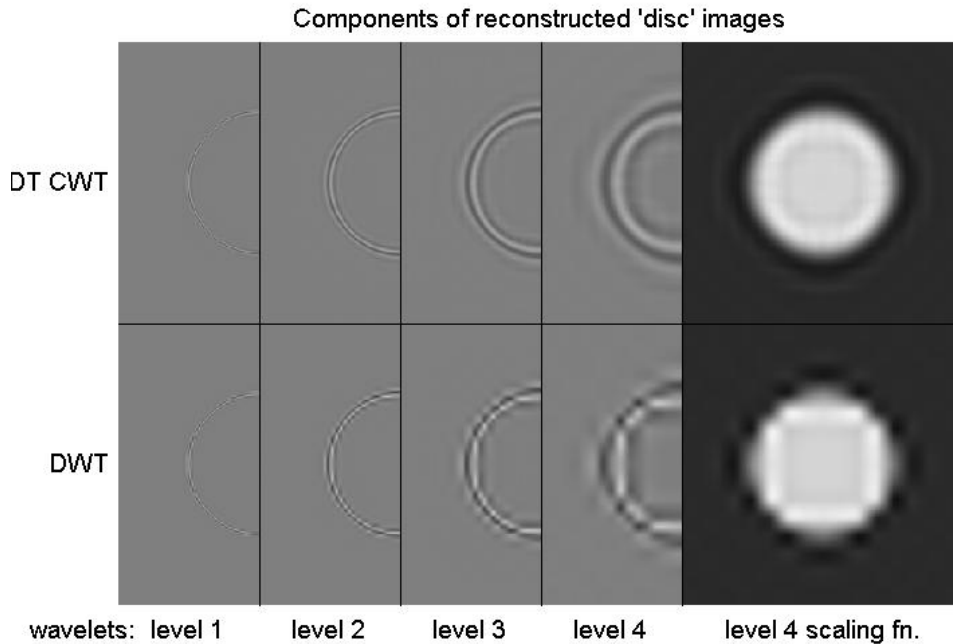 Components of reconstructed 'disc' images
DT CWT
DWT
wavelets: level 1 level 2 level 3 level 4 level 4 scaling fn.